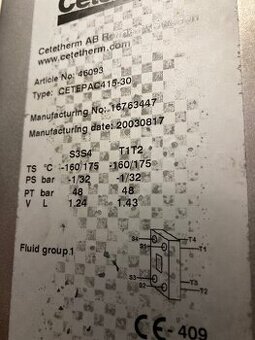 Cetetherm AB
www.cetetherm.com
Article No: 46093
Type: CETEPAC415-30
Manufacturing No: 16763447
Manufacturing date: 20030817
S3S4 T1T2
TS °C -160/175 -160/175
PS bar -1/32 -1/32
PT bar 48 48
V L 1.24 1.43
S4 T4
S1 T1
Fluid group 1
S3 T3
S2 T2
CE - 409